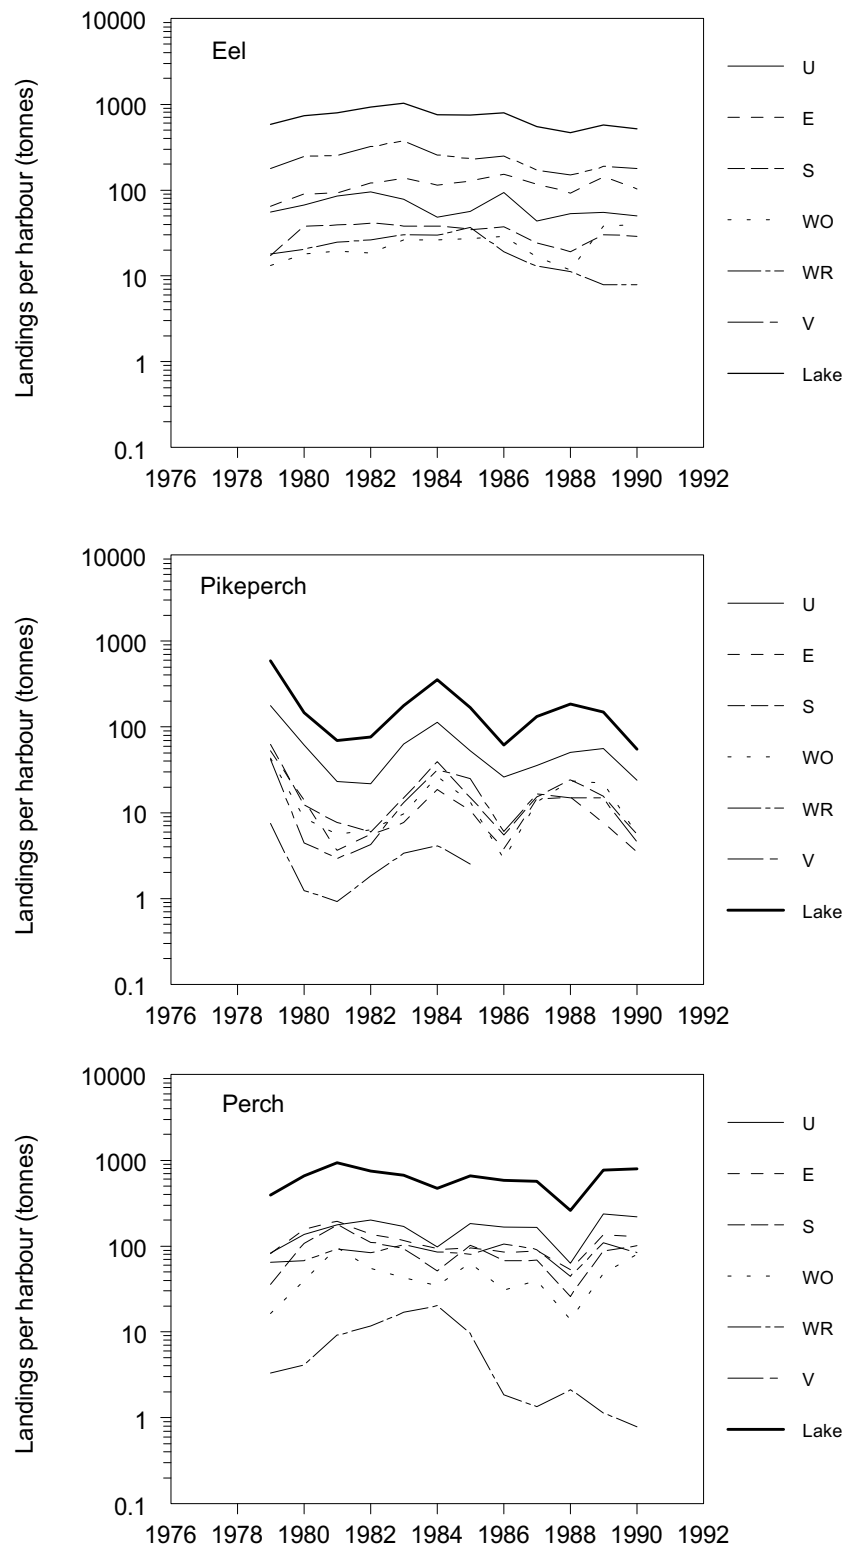 10000
Eel
1000
100
10
1
0.1
1976 1978 1980 1982 1984 1986 1988 1990 1992
Landings per harbour (tonnes)
U
E
S
WO
WR
V
Lake
10000
Pikeperch
1000
100
10
1
0.1
1976 1978 1980 1982 1984 1986 1988 1990 1992
Landings per harbour (tonnes)
U
E
S
WO
WR
V
Lake
10000
Perch
1000
100
10
1
0.1
1976 1978 1980 1982 1984 1986 1988 1990 1992
Landings per harbour (tonnes)
U
E
S
WO
WR
V
Lake